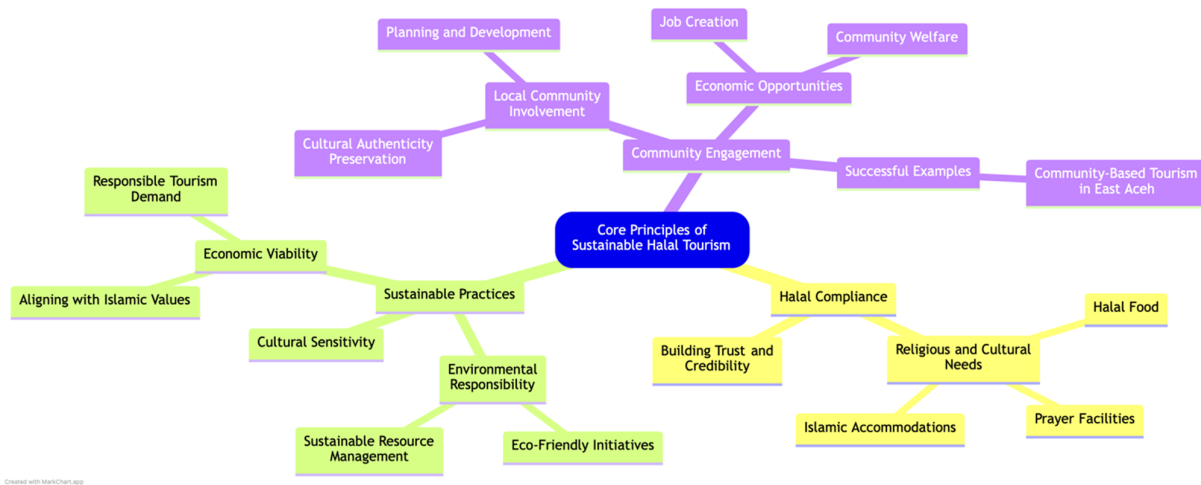 Job Creation
Planning and Development
Community Welfare
Economic Opportunities
Local Community
Involvement
Cultural Authenticity
Preservation
Community Engagement
Successful Examples
Community-Based Tourism
in East Aceh
Responsible Tourism
Demand
Core Principles of
Sustainable Halal Tourism
Economic Viability
Aligning with Islamic Values
Sustainable Practices
Halal Compliance
Halal Food
Cultural Sensitivity
Building Trust and
Credibility
Religious and Cultural
Needs
Environmental
Responsibility
Islamic Accommodations
Prayer Facilities
Sustainable Resource
Management
Eco-Friendly Initiatives
Created with MarkChart.app